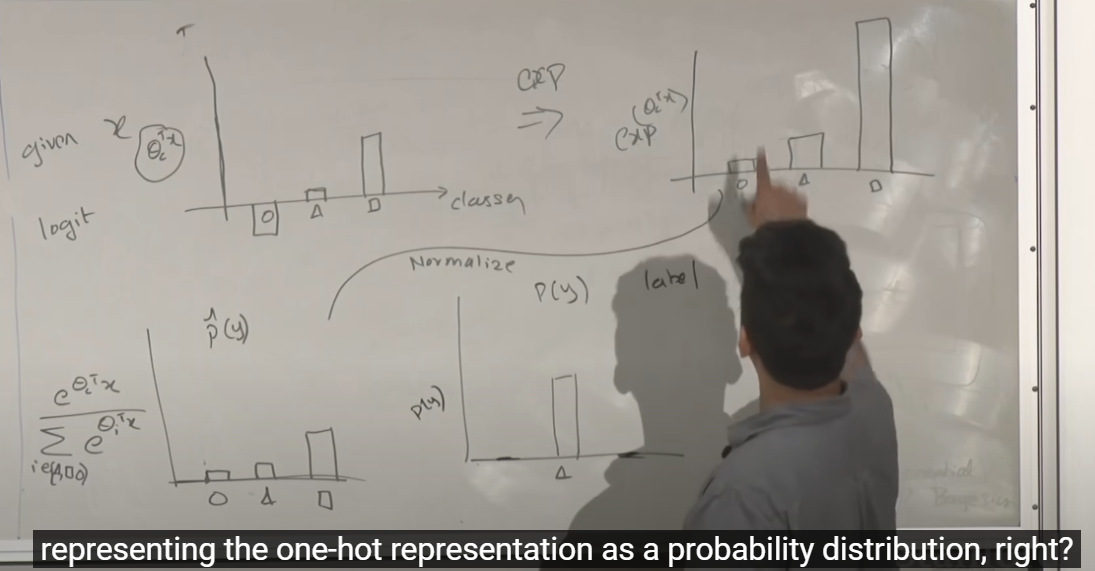 given x θ_c^T x
logit
classes
exp
⇒
exp(θ_c^T x)
O Δ □
O Δ □
Normalize
p̂(y)
P(y) label
e^{θ_c^T x}
Σ e^{θ_i^T x}
i∈{Δ,□,O}
p(y)
O Δ □
Δ
representing the one-hot representation as a probability distribution, right?